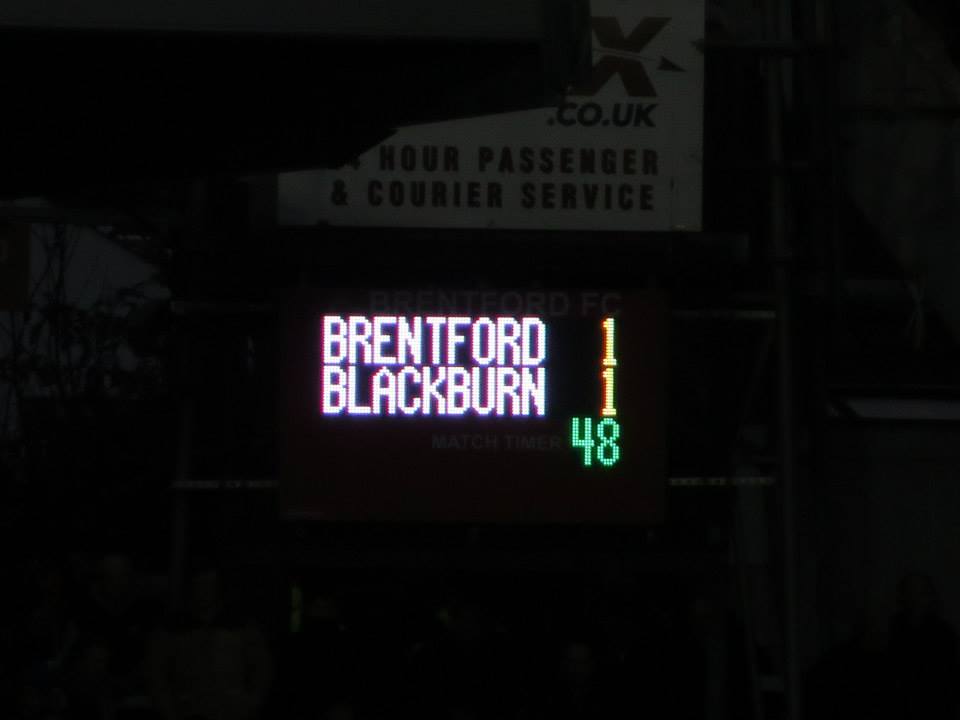 X
.CO.UK
HOUR PASSENGER
& COURIER SERVICE
BRENTFORD FC
BRENTFORD 1
BLACKBURN 1
MATCH TIMER 48